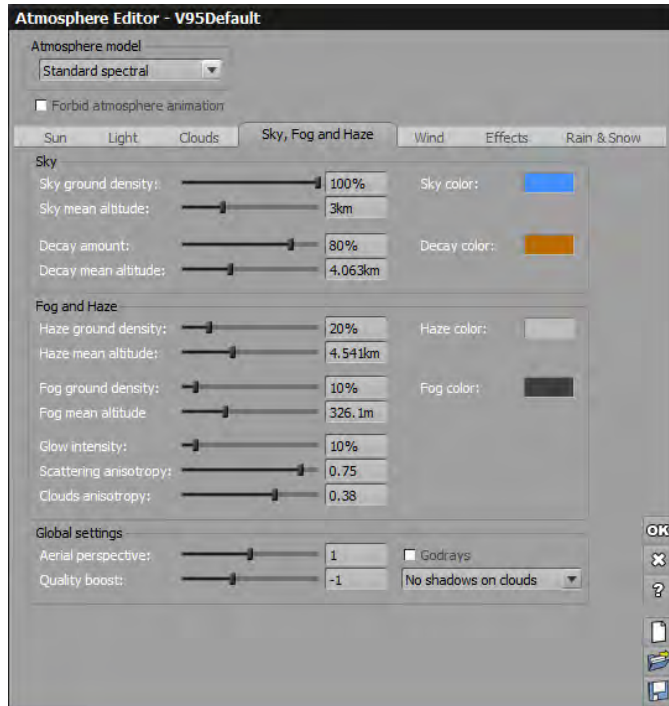 Atmosphere Editor - V95Default
Atmosphere model
Standard spectral
Forbid atmosphere animation
Sun Light Clouds Sky, Fog and Haze Wind Effects Rain & Snow
Sky
Sky ground density: 100% Sky color:
Sky mean altitude: 3km
Decay amount: 80% Decay color:
Decay mean altitude: 4.063km
Fog and Haze
Haze ground density: 20% Haze color:
Haze mean altitude: 4.541km
Fog ground density: 10% Fog color:
Fog mean altitude 326.1m
Glow intensity: 10%
Scattering anisotropy: 0.75
Clouds anisotropy: 0.38
Global settings
OK
Aerial perspective: 1 Godrays
Quality boost: -1 No shadows on clouds
?